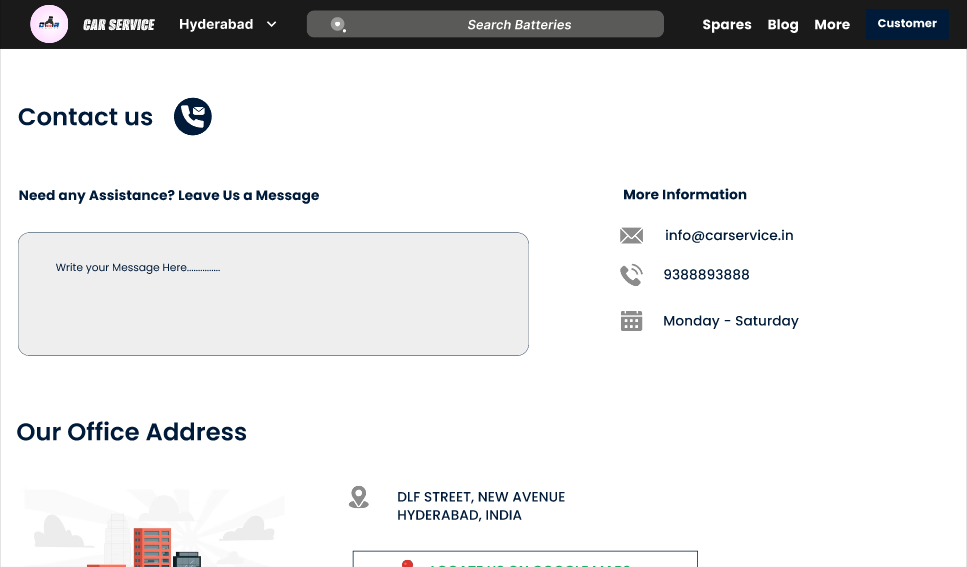 CAR SERVICE
Hyderabad
Search Batteries
Spares
Blog
More
Customer
Contact us
Need any Assistance? Leave Us a Message
Write your Message Here..............
More Information
info@carservice.in
9388893888
Monday - Saturday
Our Office Address
DLF STREET, NEW AVENUE
HYDERABAD, INDIA